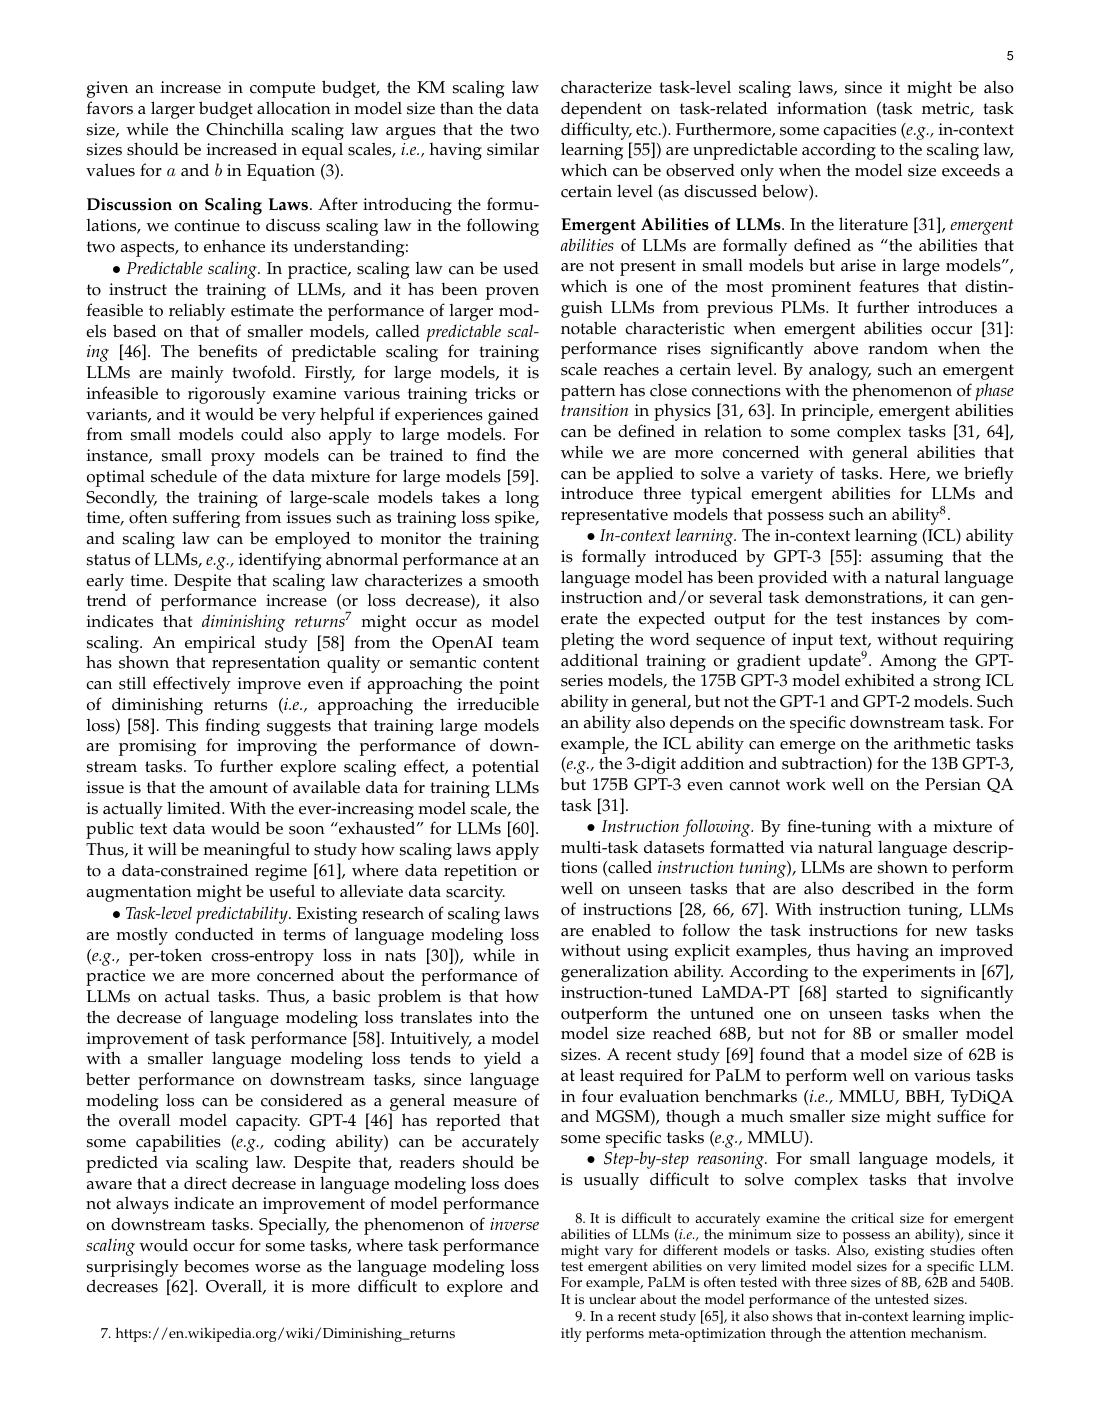 5
given an increase in compute budget, the KM scaling law
favors a larger budget allocation in model size than the data
size, while the Chinchilla scaling law argues that the two
sizes should be increased in equal scales, i.e., having similar
values for a and b in Equation (3).
Discussion on Scaling Laws. After introducing the formu-
lations, we continue to discuss scaling law in the following
two aspects, to enhance its understanding:
• Predictable scaling. In practice, scaling law can be used
to instruct the training of LLMs, and it has been proven
feasible to reliably estimate the performance of larger mod-
els based on that of smaller models, called predictable scal-
ing [46]. The benefits of predictable scaling for training
LLMs are mainly twofold. Firstly, for large models, it is
infeasible to rigorously examine various training tricks or
variants, and it would be very helpful if experiences gained
from small models could also apply to large models. For
instance, small proxy models can be trained to find the
optimal schedule of the data mixture for large models [59].
Secondly, the training of large-scale models takes a long
time, often suffering from issues such as training loss spike,
and scaling law can be employed to monitor the training
status of LLMs, e.g., identifying abnormal performance at an
early time. Despite that scaling law characterizes a smooth
trend of performance increase (or loss decrease), it also
indicates that diminishing returns7 might occur as model
scaling. An empirical study [58] from the OpenAI team
has shown that representation quality or semantic content
can still effectively improve even if approaching the point
of diminishing returns (i.e., approaching the irreducible
loss) [58]. This finding suggests that training large models
are promising for improving the performance of down-
stream tasks. To further explore scaling effect, a potential
issue is that the amount of available data for training LLMs
is actually limited. With the ever-increasing model scale, the
public text data would be soon “exhausted” for LLMs [60].
Thus, it will be meaningful to study how scaling laws apply
to a data-constrained regime [61], where data repetition or
augmentation might be useful to alleviate data scarcity.
• Task-level predictability. Existing research of scaling laws
are mostly conducted in terms of language modeling loss
(e.g., per-token cross-entropy loss in nats [30]), while in
practice we are more concerned about the performance of
LLMs on actual tasks. Thus, a basic problem is that how
the decrease of language modeling loss translates into the
improvement of task performance [58]. Intuitively, a model
with a smaller language modeling loss tends to yield a
better performance on downstream tasks, since language
modeling loss can be considered as a general measure of
the overall model capacity. GPT-4 [46] has reported that
some capabilities (e.g., coding ability) can be accurately
predicted via scaling law. Despite that, readers should be
aware that a direct decrease in language modeling loss does
not always indicate an improvement of model performance
on downstream tasks. Specially, the phenomenon of inverse
scaling would occur for some tasks, where task performance
surprisingly becomes worse as the language modeling loss
decreases [62]. Overall, it is more difficult to explore and
7. https://en.wikipedia.org/wiki/Diminishing_returns
characterize task-level scaling laws, since it might be also
dependent on task-related information (task metric, task
difficulty, etc.). Furthermore, some capacities (e.g., in-context
learning [55]) are unpredictable according to the scaling law,
which can be observed only when the model size exceeds a
certain level (as discussed below).
Emergent Abilities of LLMs. In the literature [31], emergent
abilities of LLMs are formally defined as “the abilities that
are not present in small models but arise in large models”,
which is one of the most prominent features that distin-
guish LLMs from previous PLMs. It further introduces a
notable characteristic when emergent abilities occur [31]:
performance rises significantly above random when the
scale reaches a certain level. By analogy, such an emergent
pattern has close connections with the phenomenon of phase
transition in physics [31, 63]. In principle, emergent abilities
can be defined in relation to some complex tasks [31, 64],
while we are more concerned with general abilities that
can be applied to solve a variety of tasks. Here, we briefly
introduce three typical emergent abilities for LLMs and
representative models that possess such an ability8.
• In-context learning. The in-context learning (ICL) ability
is formally introduced by GPT-3 [55]: assuming that the
language model has been provided with a natural language
instruction and/or several task demonstrations, it can gen-
erate the expected output for the test instances by com-
pleting the word sequence of input text, without requiring
additional training or gradient update9. Among the GPT-
series models, the 175B GPT-3 model exhibited a strong ICL
ability in general, but not the GPT-1 and GPT-2 models. Such
an ability also depends on the specific downstream task. For
example, the ICL ability can emerge on the arithmetic tasks
(e.g., the 3-digit addition and subtraction) for the 13B GPT-3,
but 175B GPT-3 even cannot work well on the Persian QA
task [31].
• Instruction following. By fine-tuning with a mixture of
multi-task datasets formatted via natural language descrip-
tions (called instruction tuning), LLMs are shown to perform
well on unseen tasks that are also described in the form
of instructions [28, 66, 67]. With instruction tuning, LLMs
are enabled to follow the task instructions for new tasks
without using explicit examples, thus having an improved
generalization ability. According to the experiments in [67],
instruction-tuned LaMDA-PT [68] started to significantly
outperform the untuned one on unseen tasks when the
model size reached 68B, but not for 8B or smaller model
sizes. A recent study [69] found that a model size of 62B is
at least required for PaLM to perform well on various tasks
in four evaluation benchmarks (i.e., MMLU, BBH, TyDiQA
and MGSM), though a much smaller size might suffice for
some specific tasks (e.g., MMLU).
• Step-by-step reasoning. For small language models, it
is usually difficult to solve complex tasks that involve
8. It is difficult to accurately examine the critical size for emergent
abilities of LLMs (i.e., the minimum size to possess an ability), since it
might vary for different models or tasks. Also, existing studies often
test emergent abilities on very limited model sizes for a specific LLM.
For example, PaLM is often tested with three sizes of 8B, 62B and 540B.
It is unclear about the model performance of the untested sizes.
9. In a recent study [65], it also shows that in-context learning implic-
itly performs meta-optimization through the attention mechanism.